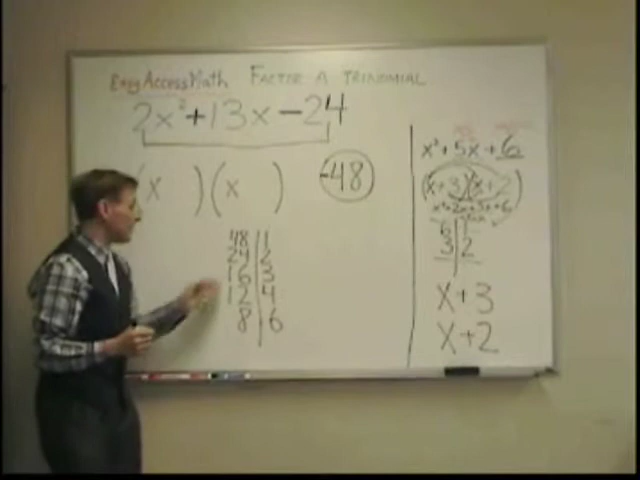 EasyAccessMath FACTOR A TRINOMIAL
2x²+13x-24
(x )(x )
-48
48 | 1
24 | 2
16 | 3
12 | 4
8 | 6
x²+5x+6
(x+3)(x+2)
6 | 1
3 | 2
x+3
x+2